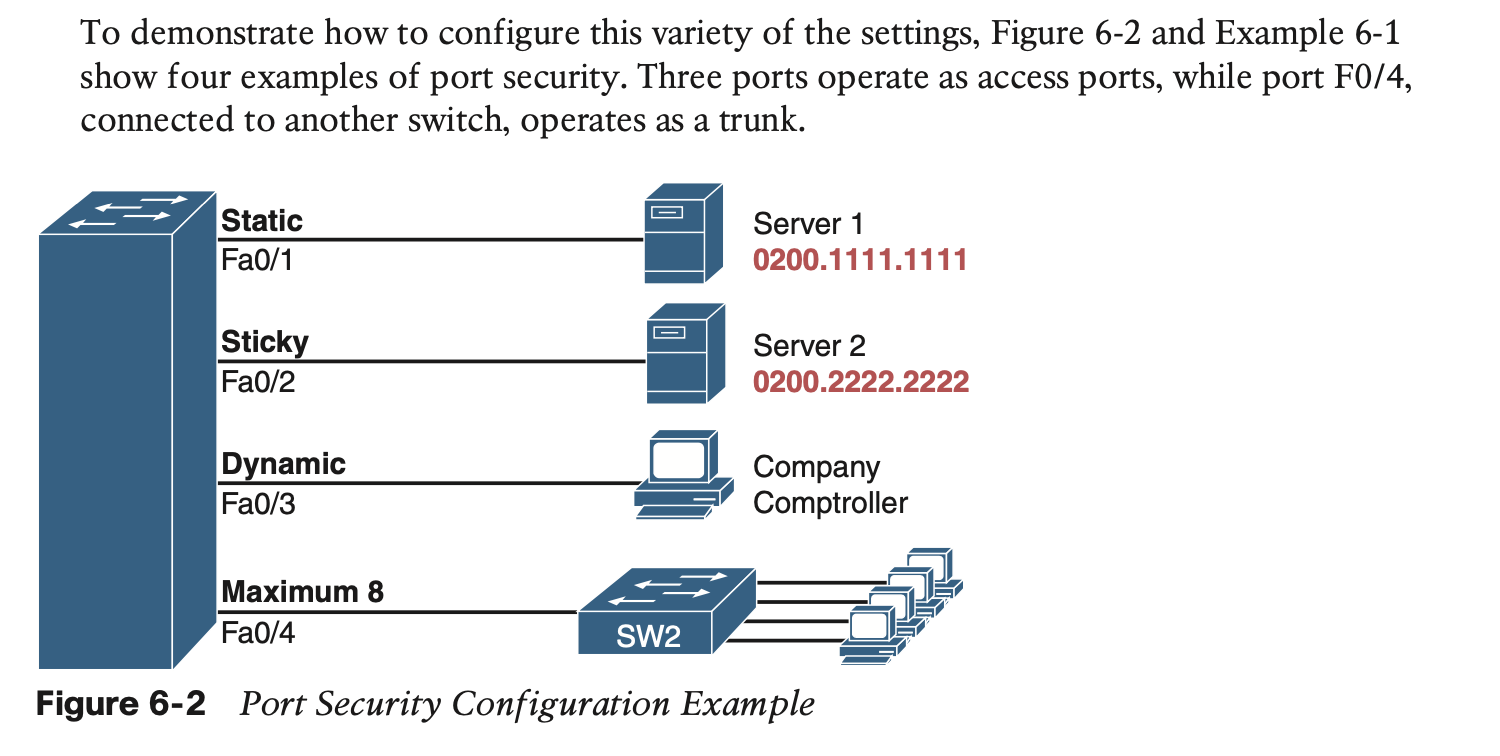 To demonstrate how to configure this variety of the settings, Figure 6-2 and Example 6-1
show four examples of port security. Three ports operate as access ports, while port F0/4,
connected to another switch, operates as a trunk.
Static
Fa0/1
Server 1
0200.1111.1111
Sticky
Fa0/2
Server 2
0200.2222.2222
Dynamic
Fa0/3
Company
Comptroller
Maximum 8
Fa0/4
SW2
Figure 6-2 Port Security Configuration Example